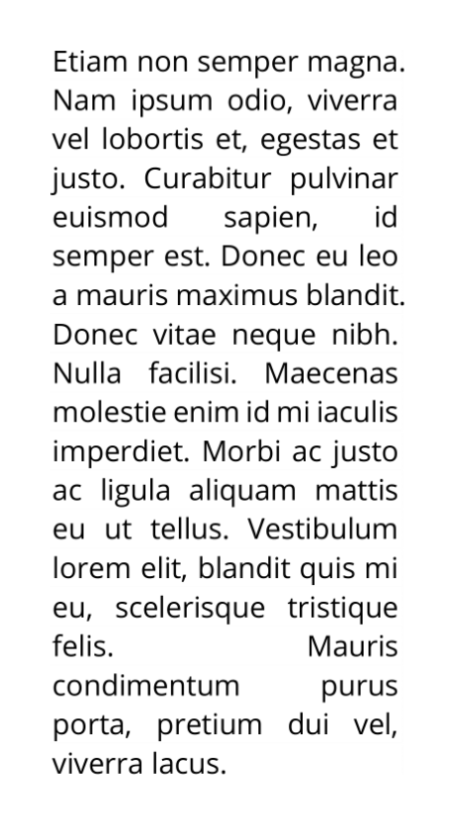 Etiam non semper magna.
Nam ipsum odio, viverra
vel lobortis et, egestas et
justo. Curabitur pulvinar
euismod sapien, id
semper est. Donec eu leo
a mauris maximus blandit.
Donec vitae neque nibh.
Nulla facilisi. Maecenas
molestie enim id mi iaculis
imperdiet. Morbi ac justo
ac ligula aliquam mattis
eu ut tellus. Vestibulum
lorem elit, blandit quis mi
eu, scelerisque tristique
felis. Mauris
condimentum purus
porta, pretium dui vel,
viverra lacus.